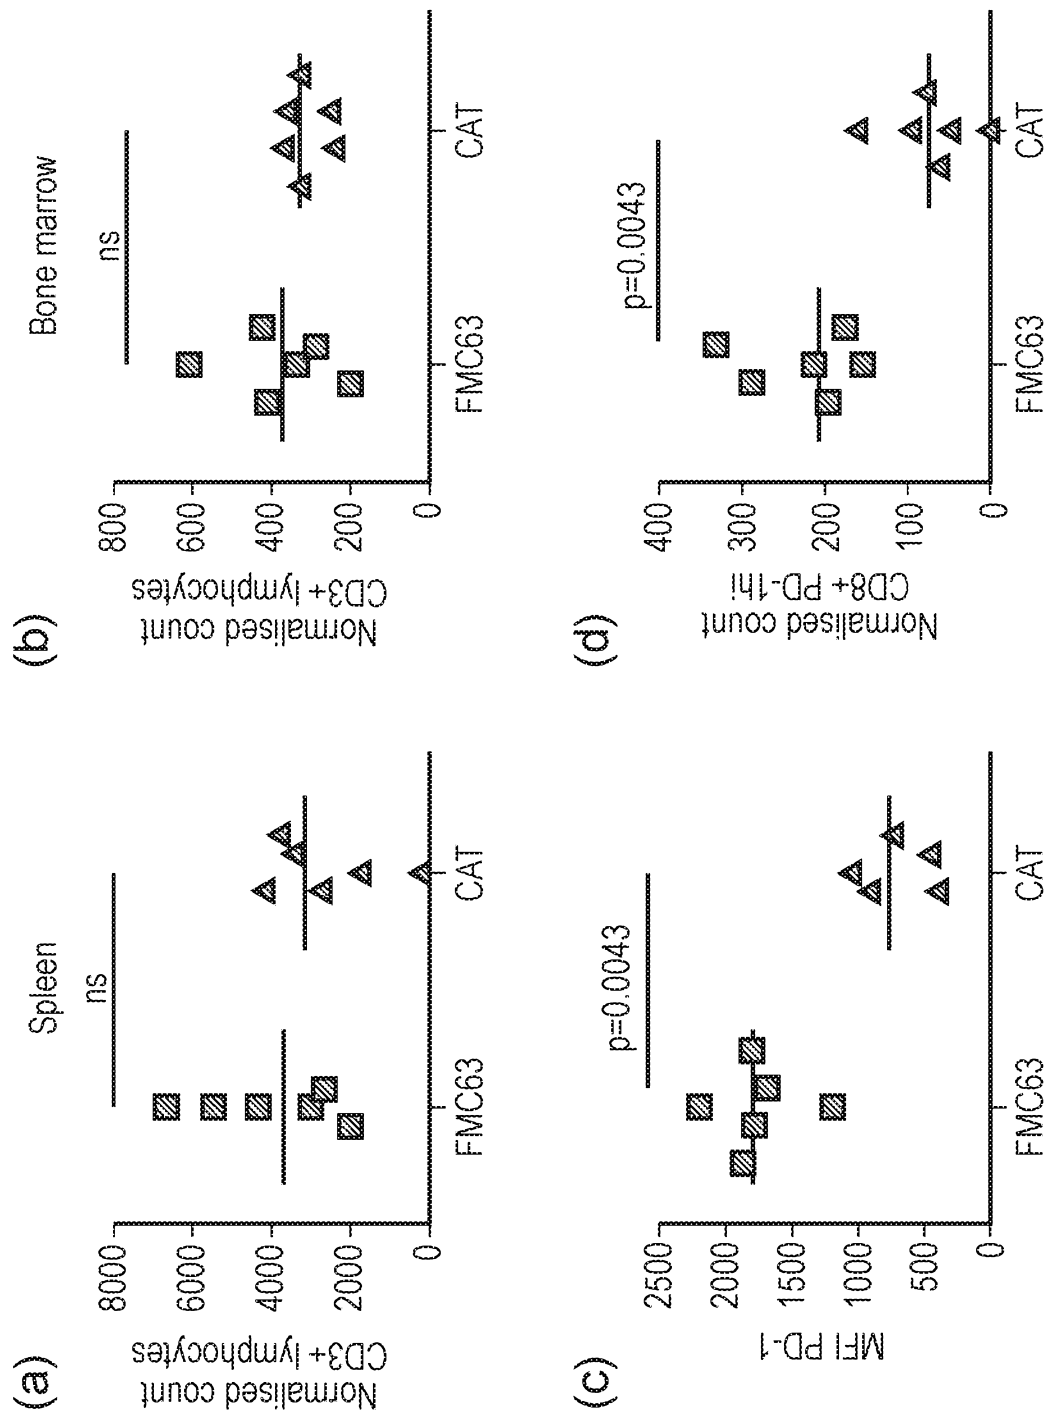 (a)
Spleen
ns
Normalised count
CD3+ lymphocytes
8000
6000
4000
2000
0
FMC63
CAT
(b)
Bone marrow
ns
Normalised count
CD3+ lymphocytes
800
600
400
200
0
FMC63
CAT
(c)
p=0.0043
MFI PD-1
2500
2000
1500
1000
500
0
FMC63
CAT
(d)
p=0.0043
Normalised count
CD8+ PD-1hi
400
300
200
100
0
FMC63
CAT